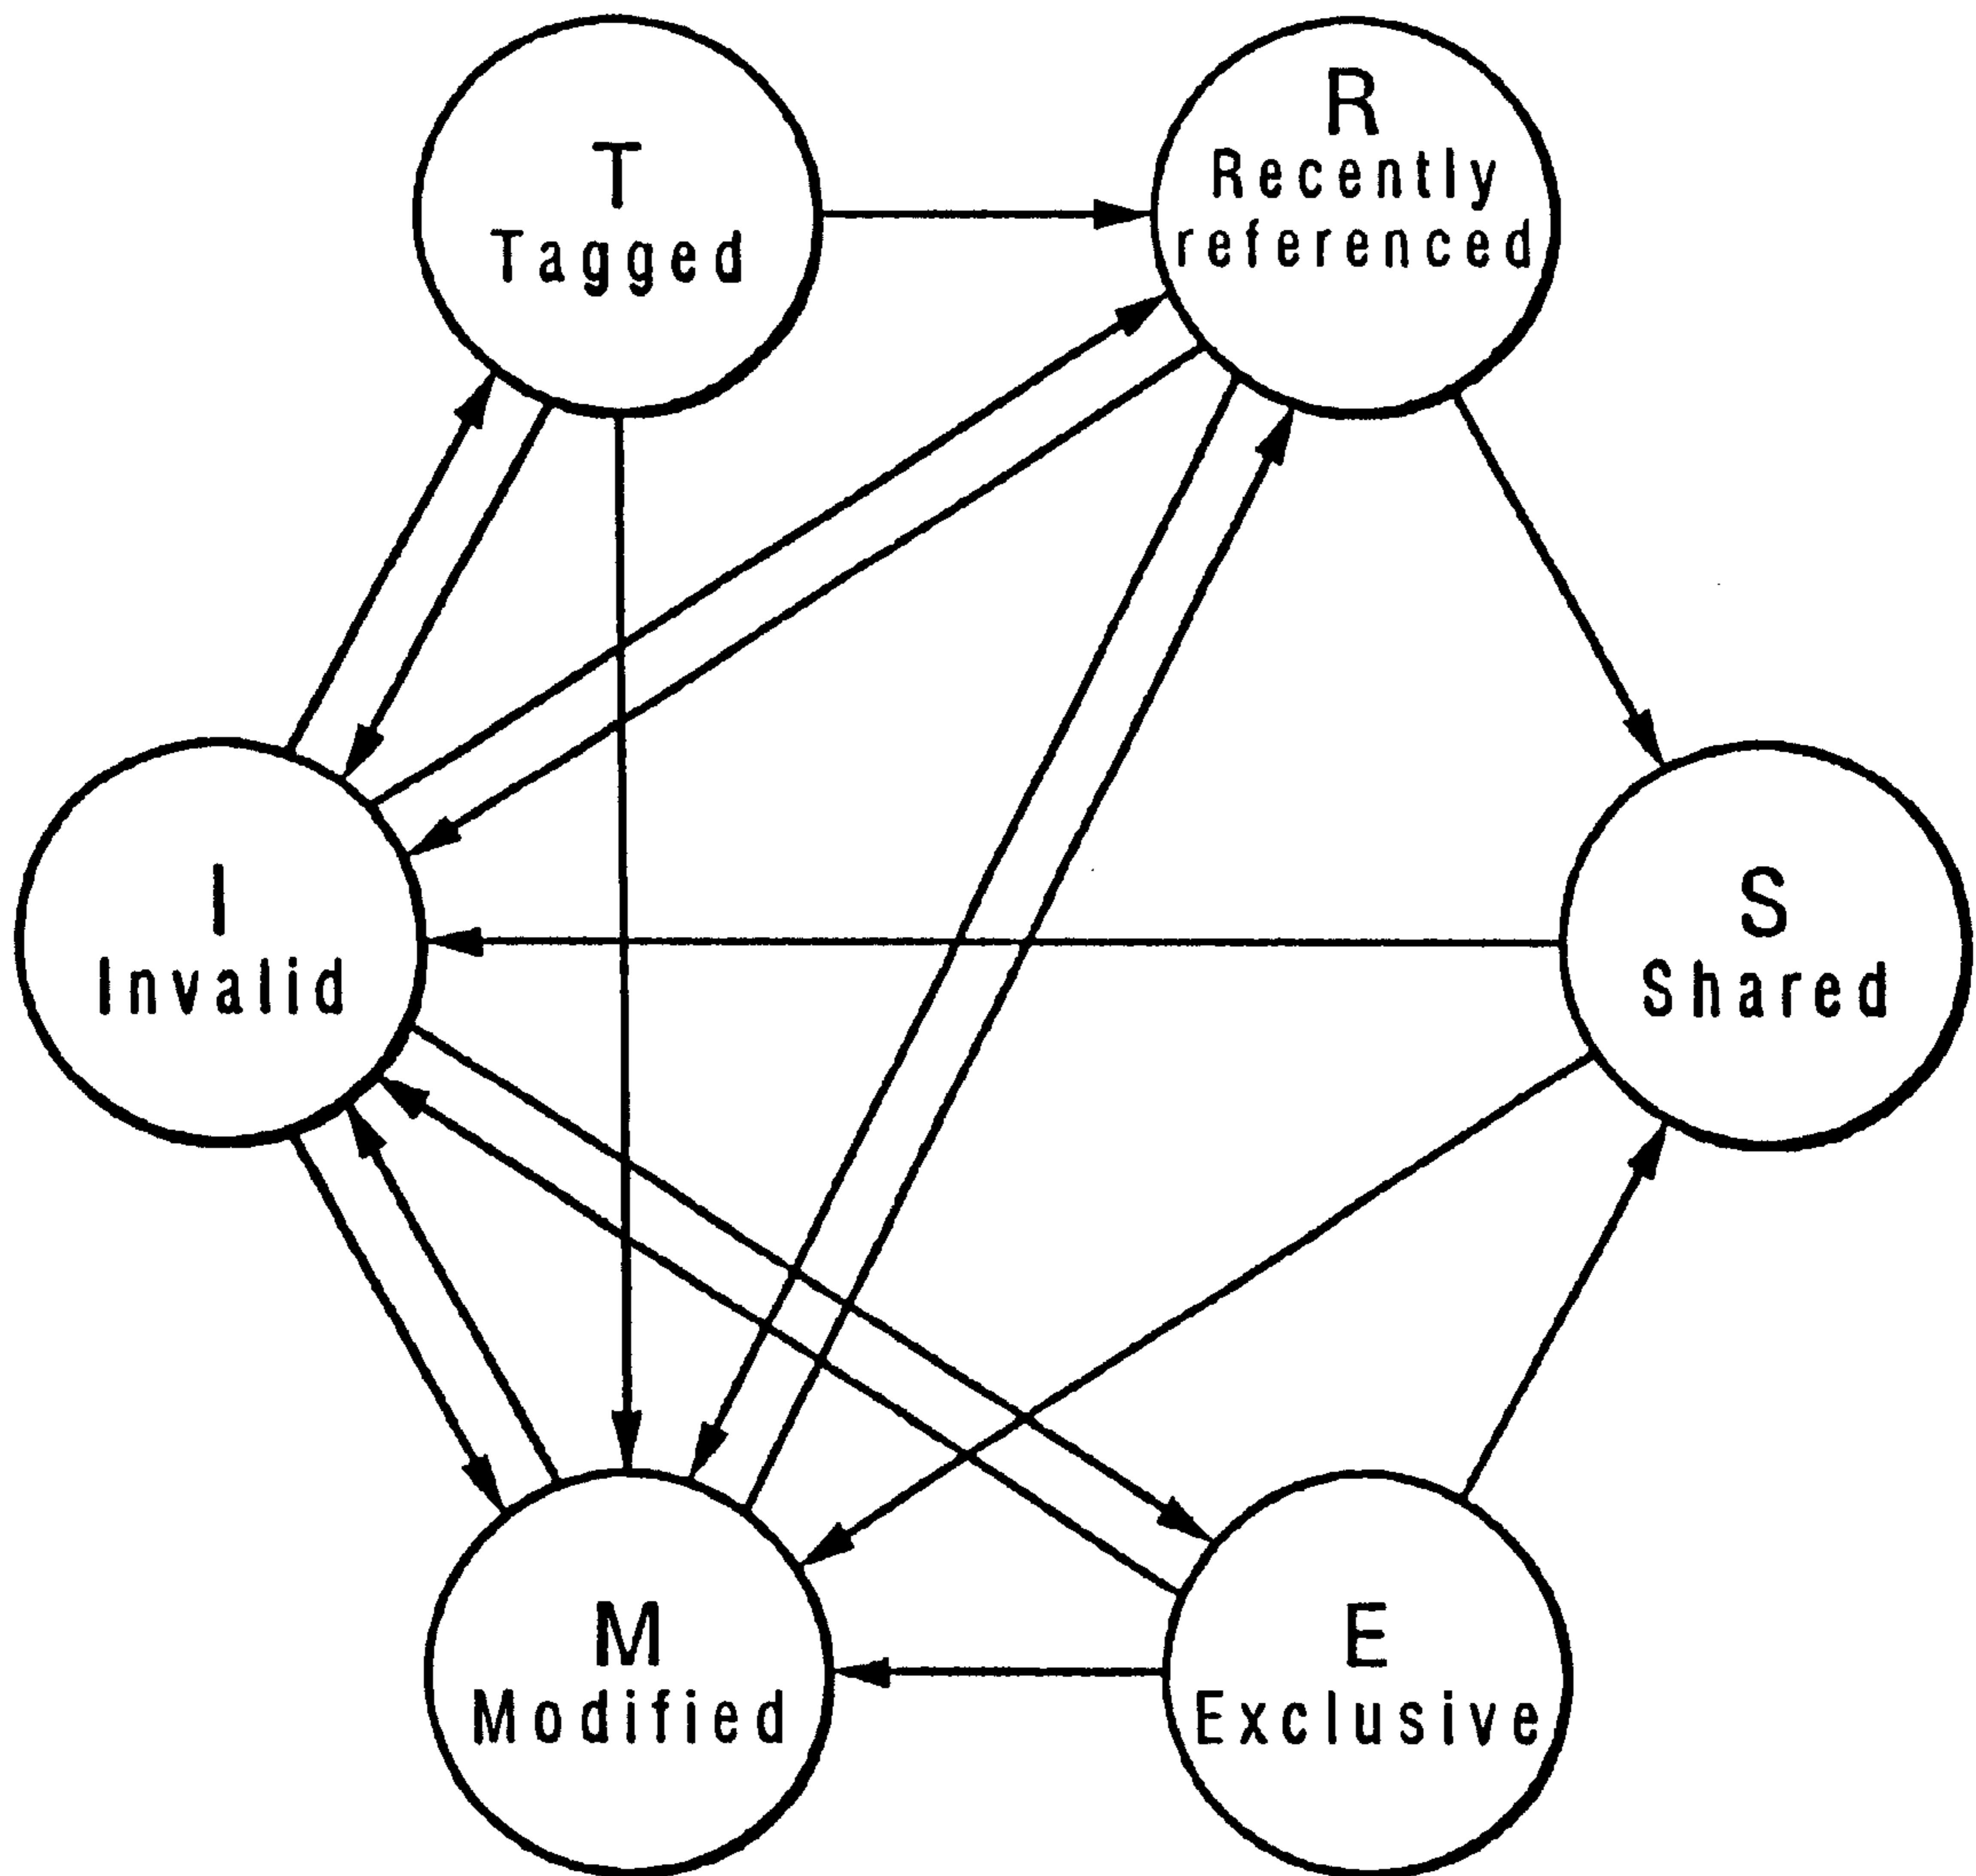 T
Tagged
R
Recently
referenced
I
Invalid
S
Shared
M
Modified
E
Exclusive